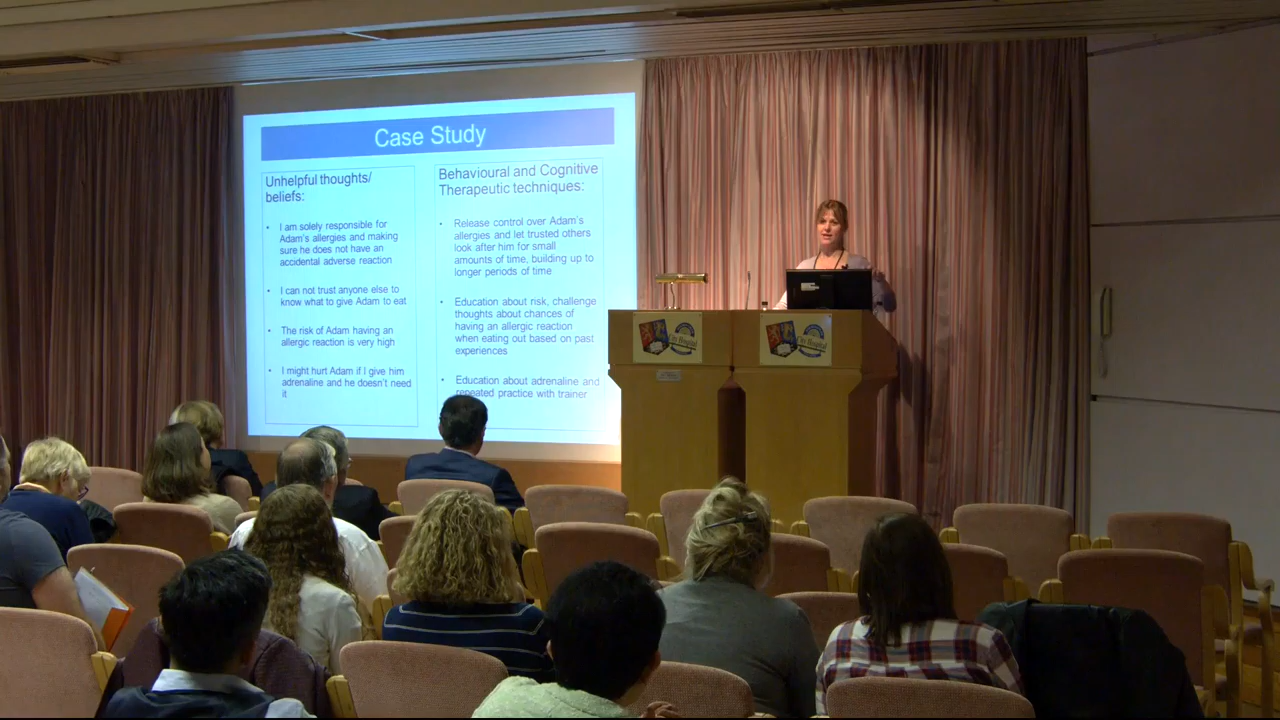 Case Study
Unhelpful thoughts/
beliefs:
• I am solely responsible for
Adam's allergies and making
sure he does not have an
accidental adverse reaction
• I can not trust anyone else to
know what to give Adam to eat
• The risk of Adam having an
allergic reaction is very high
• I might hurt Adam if I give him
adrenaline and he doesn't need
it
Behavioural and Cognitive
Therapeutic techniques:
• Release control over Adam's
allergies and let trusted others
look after him for small
amounts of time, building up to
longer periods of time
• Education about risk, challenge
thoughts about chances of
having an allergic reaction
when eating out based on past
experiences
• Education about adrenaline and
repeated practice with trainer
City Hospital
City Hospital